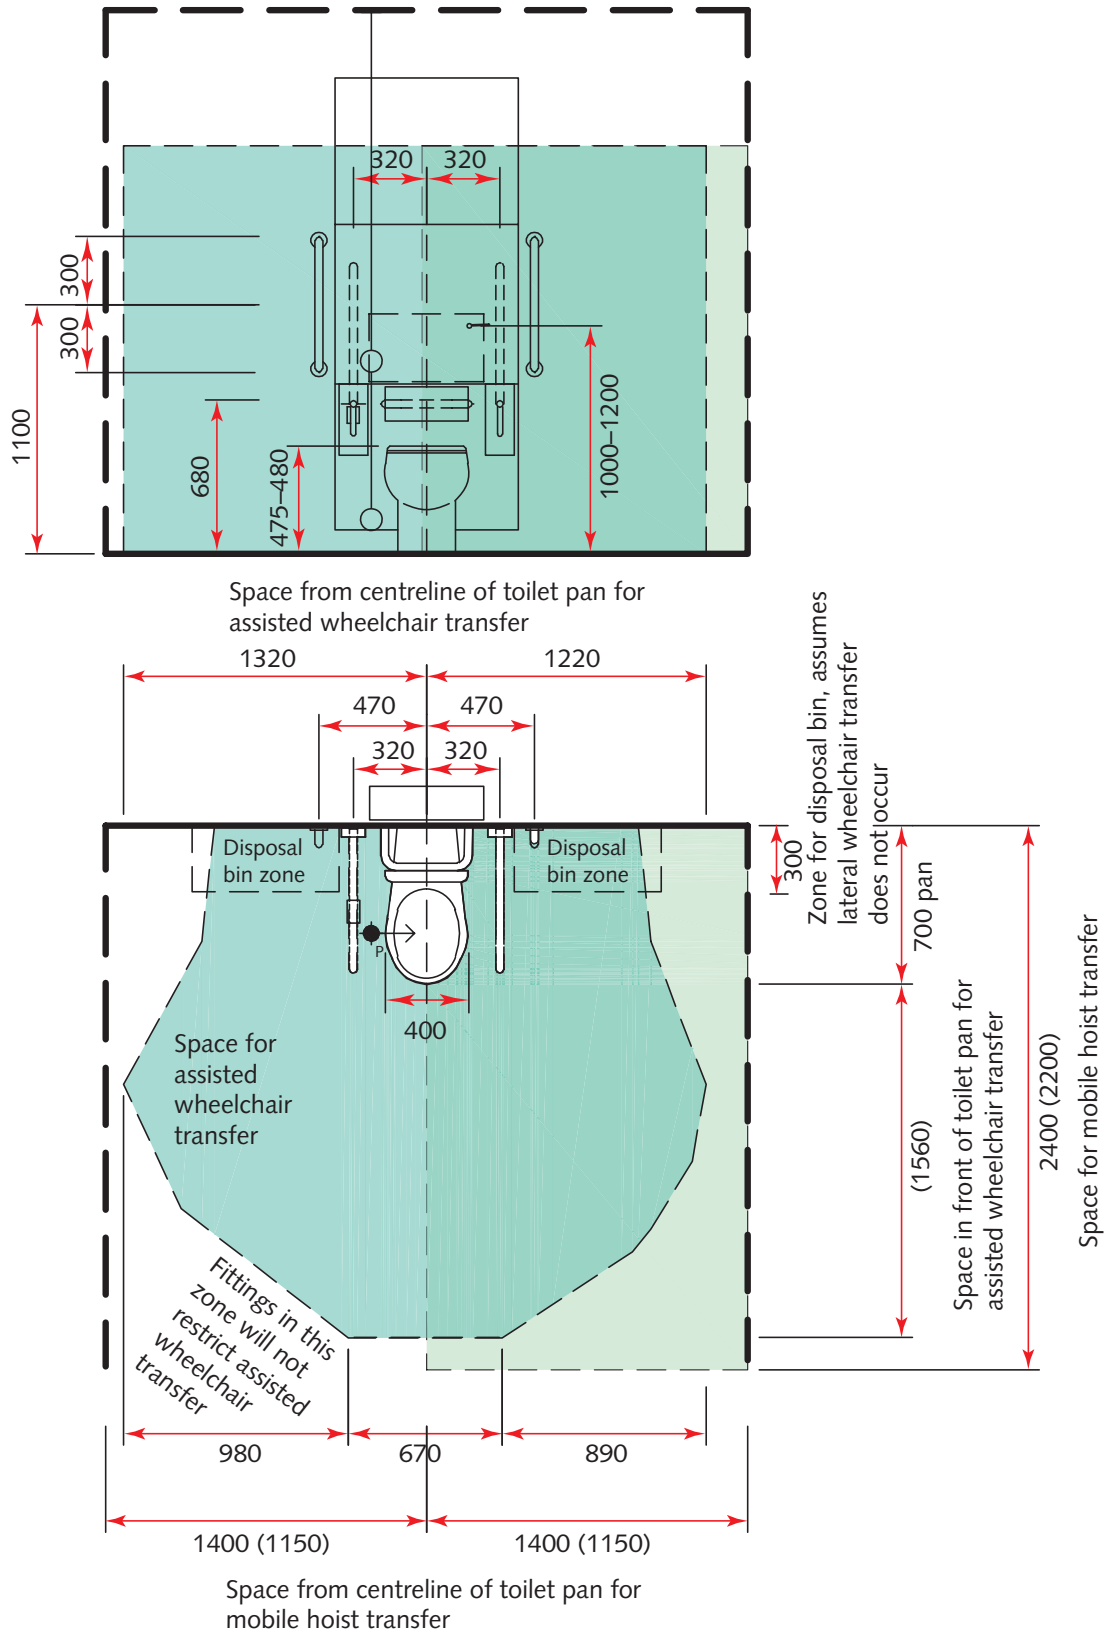 320
320
300
300
1100
680
475–480
1000–1200
Space from centreline of toilet pan for
assisted wheelchair transfer
1320
1220
470
470
320
320
Zone for disposal bin, assumes
lateral wheelchair transfer
does not occur
Disposal
bin zone
Disposal
bin zone
300
700 pan
P
400
Space for
assisted
wheelchair
transfer
(1560)
Space in front of toilet pan for
assisted wheelchair transfer
2400 (2200)
Space for mobile hoist transfer
Fittings in this
zone will not
restrict assisted
wheelchair
transfer
980
670
890
1400 (1150)
1400 (1150)
Space from centreline of toilet pan for
mobile hoist transfer